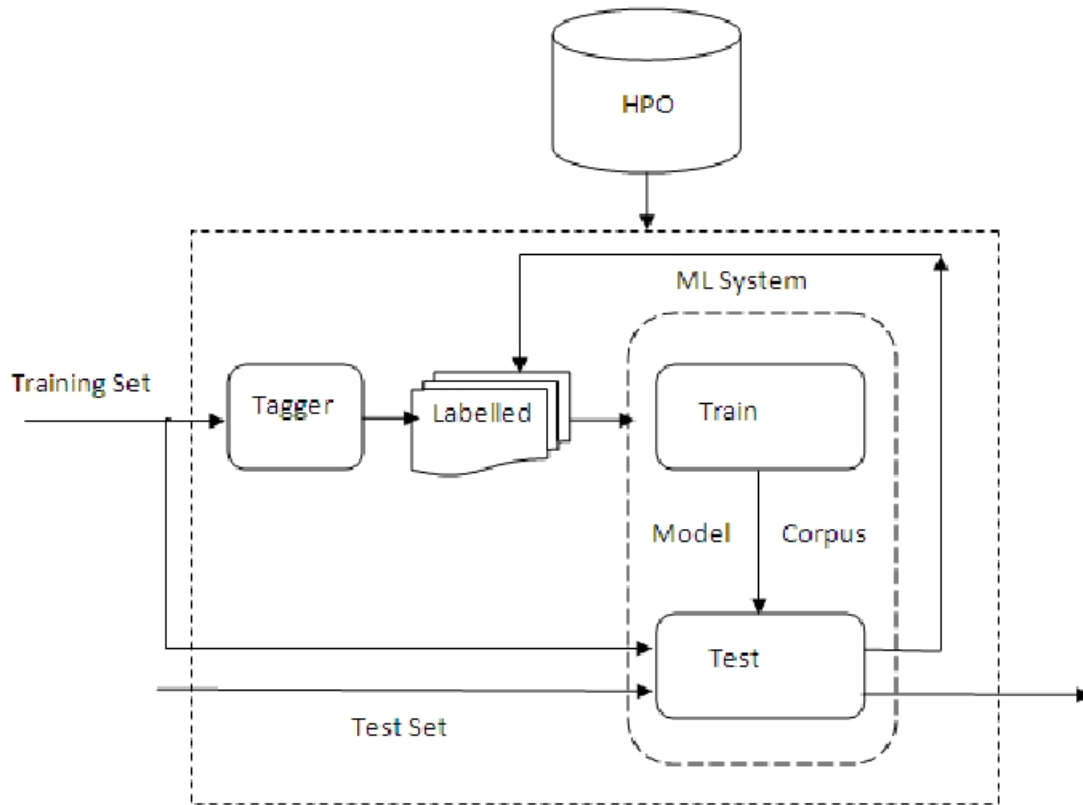 HPO
ML System
Training Set
Tagger
Labelled
Train
Model
Corpus
Test
Test Set